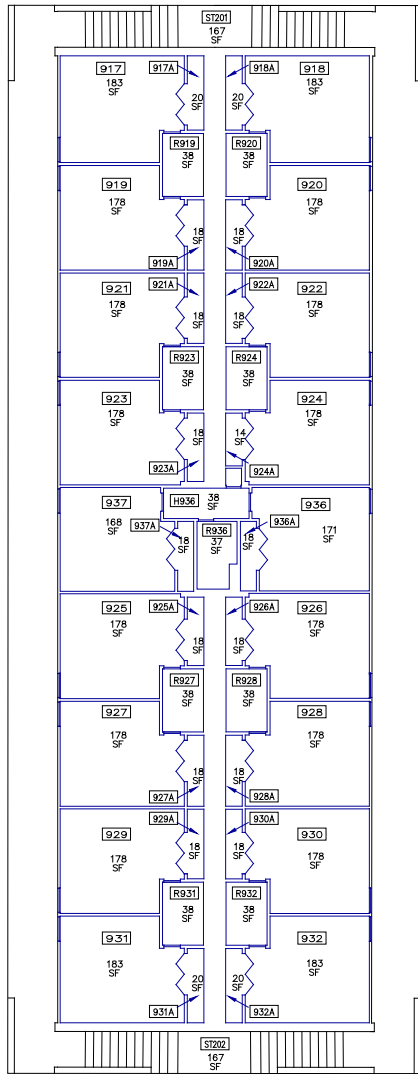 ST201
167
SF
917
183
SF
917A
20
SF
918A
20
SF
918
183
SF
R919
38
SF
R920
38
SF
919
178
SF
18
SF
919A
18
SF
920A
920
178
SF
921
178
SF
921A
18
SF
922A
18
SF
922
178
SF
R923
38
SF
R924
38
SF
923
178
SF
18
SF
923A
14
SF
924A
924
178
SF
937
168
SF
H936
38
SF
937A
18
SF
R936
37
SF
936A
18
SF
936
171
SF
925
178
SF
925A
18
SF
926A
18
SF
926
178
SF
R927
38
SF
R928
38
SF
927
178
SF
18
SF
927A
18
SF
928A
928
178
SF
929
178
SF
929A
18
SF
930A
18
SF
930
178
SF
R931
38
SF
R932
38
SF
931
183
SF
20
SF
931A
20
SF
932A
932
183
SF
ST202
167
SF